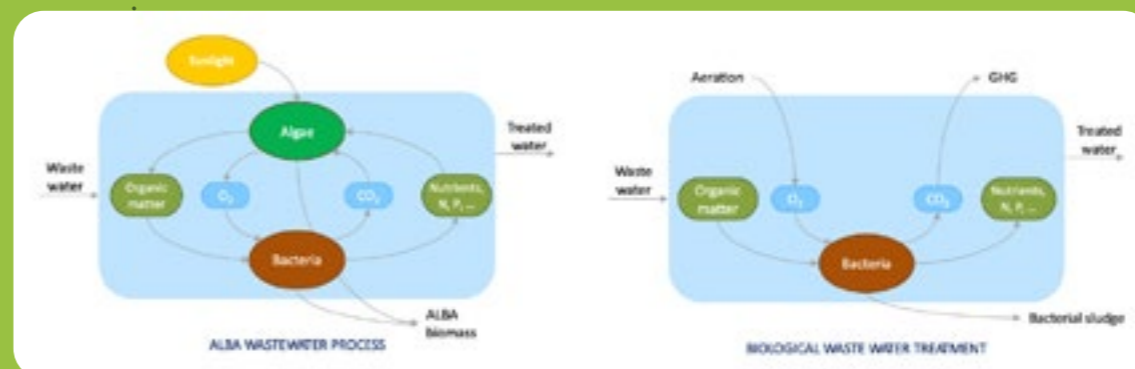 Sunlight
Algae
Waste
water
Organic
matter
O₂
CO₂
Nutrients,
N, P, ...
Treated
water
Bacteria
ALBA
biomass
ALBA WASTEWATER PROCESS
Aeration
GHG
Waste
water
Organic
matter
O₂
CO₂
Nutrients,
N, P, ...
Treated
water
Bacteria
Bacterial sludge
BIOLOGICAL WASTE WATER TREATMENT